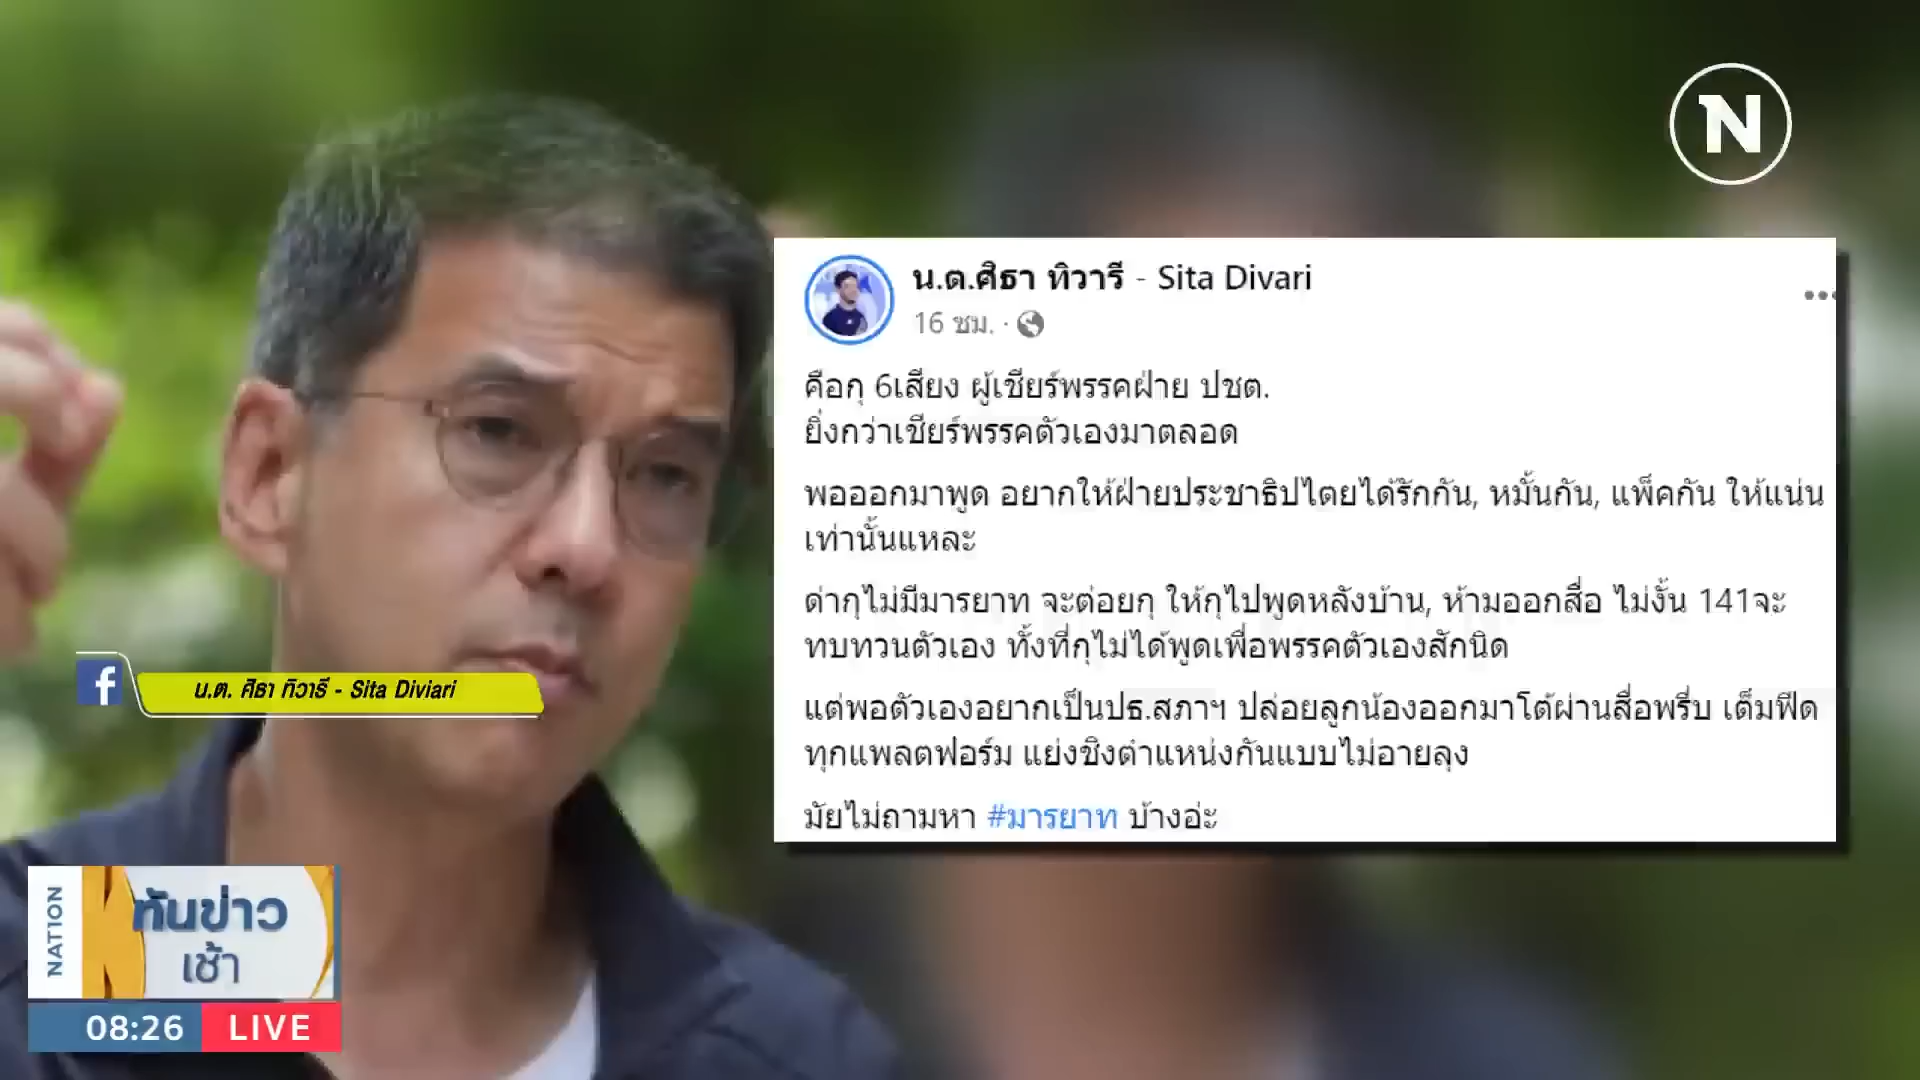 N
น.ต.ศิธา ทิวารี - Sita Divari
16 ชม. ·
คือกุ 6เสียง ผู้เชียร์พรรคฝ่าย ปชต.
ยิ่งกว่าเชียร์พรรคตัวเองมาตลอด
พอออกมาพูด อยากให้ฝ่ายประชาธิปไตยได้รักกัน, หมั้นกัน, แพ็คกัน ให้แน่น
เท่านั้นแหละ
ด่ากุไม่มีมารยาท จะต่อยกุ ให้กุไปพูดหลังบ้าน, ห้ามออกสื่อ ไม่งั้น 141จะ
ทบทวนตัวเอง ทั้งที่กุไม่ได้พูดเพื่อพรรคตัวเองสักนิด
แต่พอตัวเองอยากเป็นปธ.สภาฯ ปล่อยลูกน้องออกมาโต้ผ่านสื่อพรึ่บ เต็มฟีด
ทุกแพลตฟอร์ม แย่งชิงตำแหน่งกันแบบไม่อายลุง
มัยไม่ถามหา #มารยาท บ้างอ่ะ
f น.ต. ศิธา ทิวารี - Sita Diviari
NATION
ทันข่าว
เช้า
08:26 LIVE